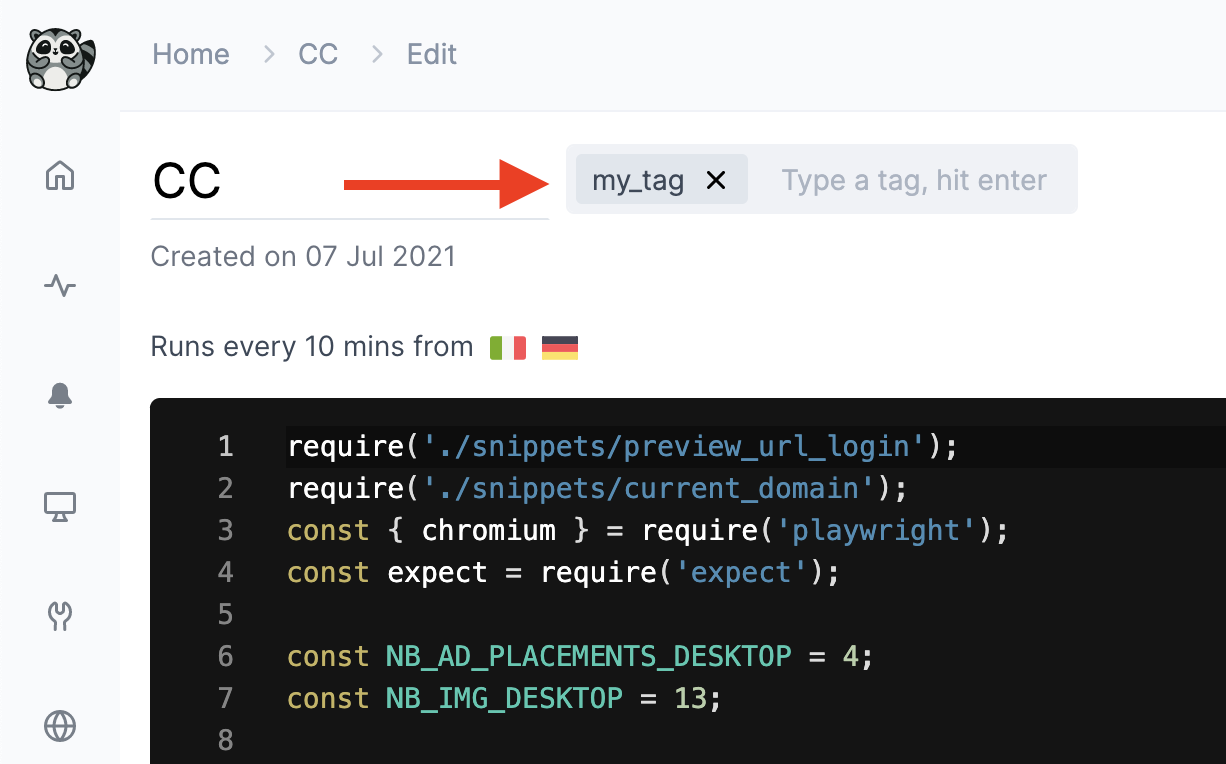 Home > CC > Edit
CC
my_tag ✕ Type a tag, hit enter
Created on 07 Jul 2021
Runs every 10 mins from
1 require('./snippets/preview_url_login');
2 require('./snippets/current_domain');
3 const { chromium } = require('playwright');
4 const expect = require('expect');
5
6 const NB_AD_PLACEMENTS_DESKTOP = 4;
7 const NB_IMG_DESKTOP = 13;
8